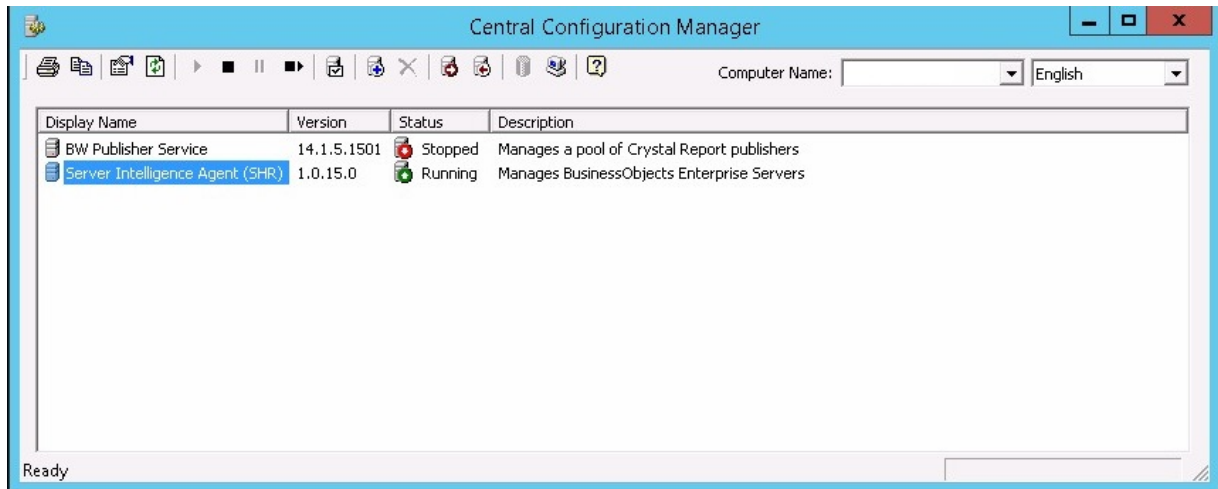 Central Configuration Manager
Computer Name: English
Display Name Version Status Description
BW Publisher Service 14.1.5.1501 Stopped Manages a pool of Crystal Report publishers
Server Intelligence Agent (SHR) 1.0.15.0 Running Manages BusinessObjects Enterprise Servers
Ready